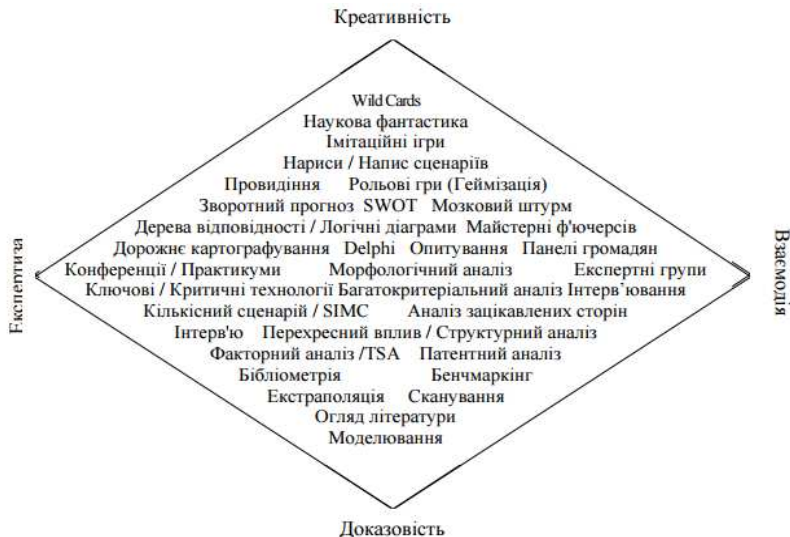 Креативність
Wild Cards
Наукова фантастика
Імітаційні ігри
Нариси / Напис сценаріїв
Провидіння Рольові гри (Геймізація)
Зворотний прогноз SWOT Мозковий штурм
Дерева відповідності / Логічні діаграми Майстерні ф'ючерсів
Дорожнє картографування Delphi Опитування Панелі громадян
Конференції / Практикуми Морфологічний аналіз Експертні групи
Ключові / Критичні технології Багатокритеріальний аналіз Інтерв’ювання
Кількісний сценарій / SIMC Аналіз зацікавлених сторін
Інтерв'ю Перехресний вплив / Структурний аналіз
Факторний аналіз /TSA Патентний аналіз
Бібліометрія Бенчмаркінг
Екстраполяція Сканування
Огляд літератури
Моделювання
Експертиза
Взаємодія
Доказовість